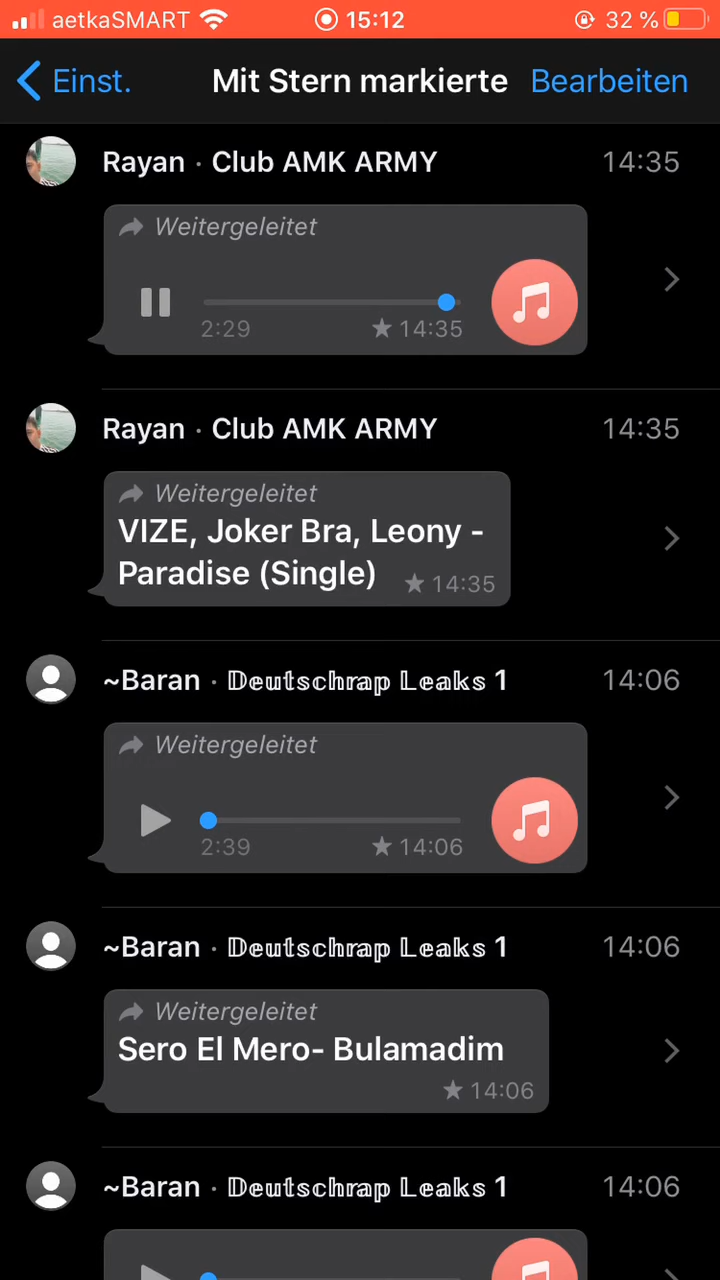 aetkaSMART 15:12 32 %
Einst. Mit Stern markierte Bearbeiten
Rayan · Club AMK ARMY 14:35
Weitergeleitet
2:29 ★ 14:35
Rayan · Club AMK ARMY 14:35
Weitergeleitet
VIZE, Joker Bra, Leony -
Paradise (Single) ★ 14:35
~Baran · 𝔻𝕖𝕦𝕥𝕤𝕔𝕙𝕣𝕒𝕡 𝕃𝕖𝕒𝕜𝕤 1 14:06
Weitergeleitet
2:39 ★ 14:06
~Baran · 𝔻𝕖𝕦𝕥𝕤𝕔𝕙𝕣𝕒𝕡 𝕃𝕖𝕒𝕜𝕤 1 14:06
Weitergeleitet
Sero El Mero- Bulamadim
★ 14:06
~Baran · 𝔻𝕖𝕦𝕥𝕤𝕔𝕙𝕣𝕒𝕡 𝕃𝕖𝕒𝕜𝕤 1 14:06